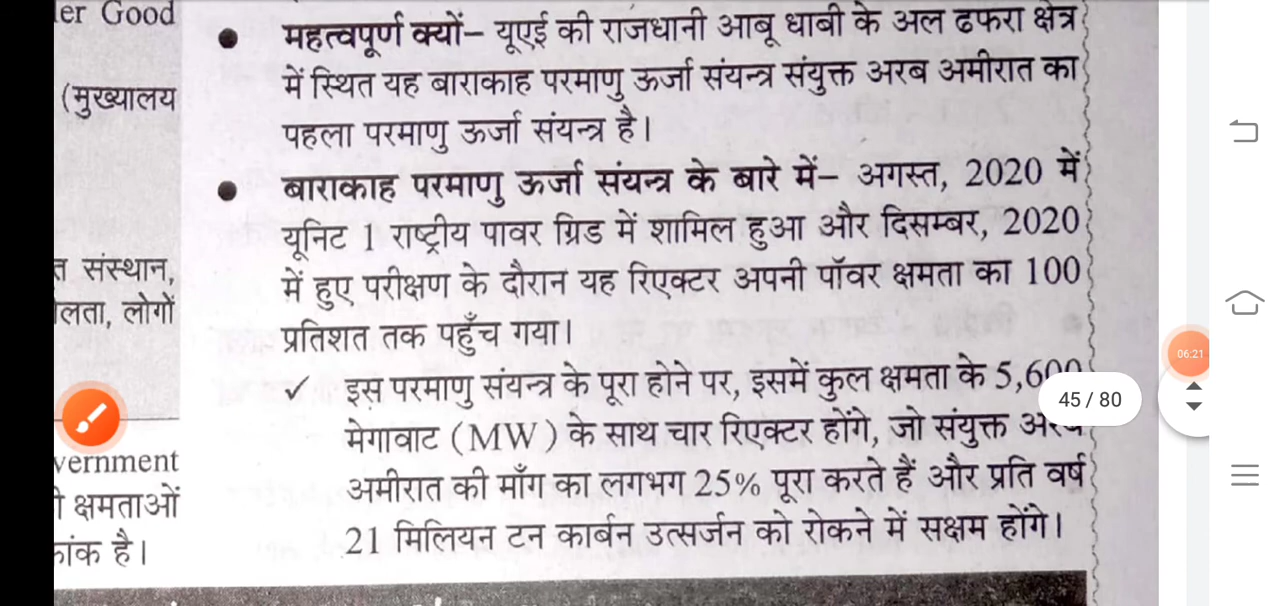 er Good
(मुख्यालय
त संस्थान,
लता, लोगों
vernment
ी क्षमताओं
कांक है।
● महत्वपूर्ण क्यों– यूएई की राजधानी आबू धाबी के अल ढफरा क्षेत्र
में स्थित यह बाराकाह परमाणु ऊर्जा संयन्त्र संयुक्त अरब अमीरात का
पहला परमाणु ऊर्जा संयन्त्र है।
● बाराकाह परमाणु ऊर्जा संयन्त्र के बारे में– अगस्त, 2020 में
यूनिट 1 राष्ट्रीय पावर ग्रिड में शामिल हुआ और दिसम्बर, 2020
में हुए परीक्षण के दौरान यह रिएक्टर अपनी पॉवर क्षमता का 100
प्रतिशत तक पहुँच गया।
✓ इस परमाणु संयन्त्र के पूरा होने पर, इसमें कुल क्षमता के 5,600
मेगावाट (MW) के साथ चार रिएक्टर होंगे, जो संयुक्त अरब
अमीरात की माँग का लगभग 25% पूरा करते हैं और प्रति वर्ष
21 मिलियन टन कार्बन उत्सर्जन को रोकने में सक्षम होंगे।
06:21
45 / 80